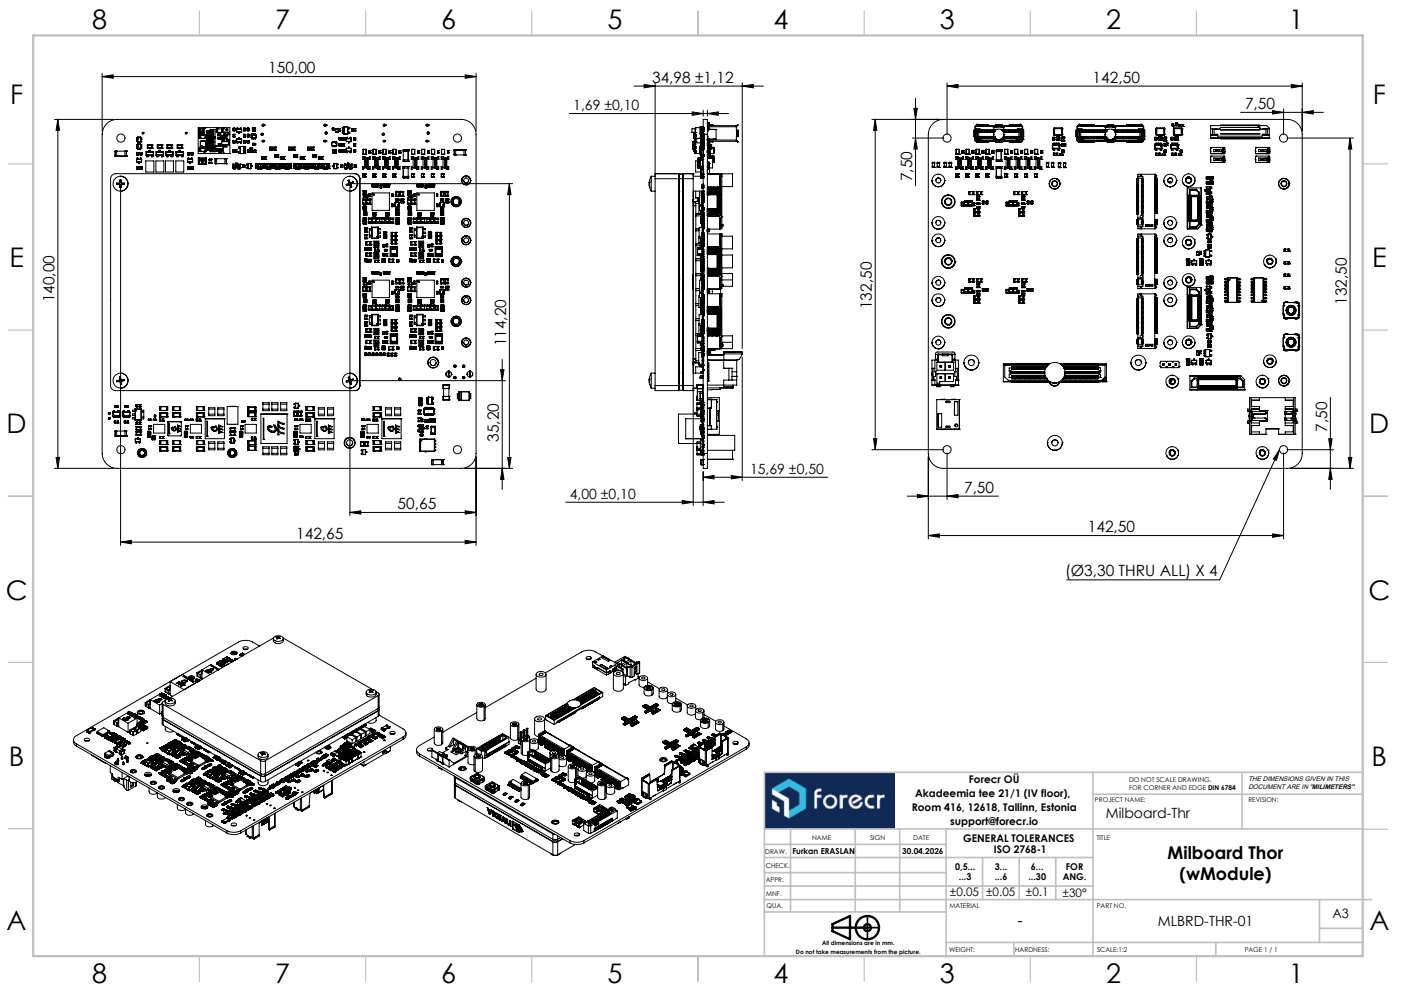 8 7 6 5 4 3 2 1
F F
E E
D D
C C
B B
A A
150,00
140,00
114,20
35,20
50,65
142,65
34,98 ±1,12
1,69 ±0,10
15,69 ±0,50
4,00 ±0,10
142,50
7,50
7,50
132,50
132,50
7,50
7,50
142,50
(Ø3,30 THRU ALL) X 4
forecr
Forecr OÜ
Akadeemia tee 21/1 (IV floor),
Room 416, 12618, Tallinn, Estonia
support@forecr.io
DO NOT SCALE DRAWING.
FOR CORNER AND EDGE DIN 6784
THE DIMENSIONS GIVEN IN THIS
DOCUMENT ARE IN "MILIMETERS".
PROJECT NAME:
Milboard-Thr
REVISION:
NAME SIGN DATE
DRAW. Furkan ERASLAN 30.04.2026
CHECK.
APPR.
MNF.
QUA.
GENERAL TOLERANCES
ISO 2768-1
0,5... 3... 6... FOR
...3 ...6 ...30 ANG.
±0.05 ±0.05 ±0.1 ±30°
TITLE
Milboard Thor
(wModule)
MATERIAL
-
PART NO.
MLBRD-THR-01
A3
All dimensions are in mm.
Do not take measurements from the picture.
WEIGHT: HARDNESS:
SCALE:1:2
PAGE 1 / 1
8 7 6 5 4 3 2 1